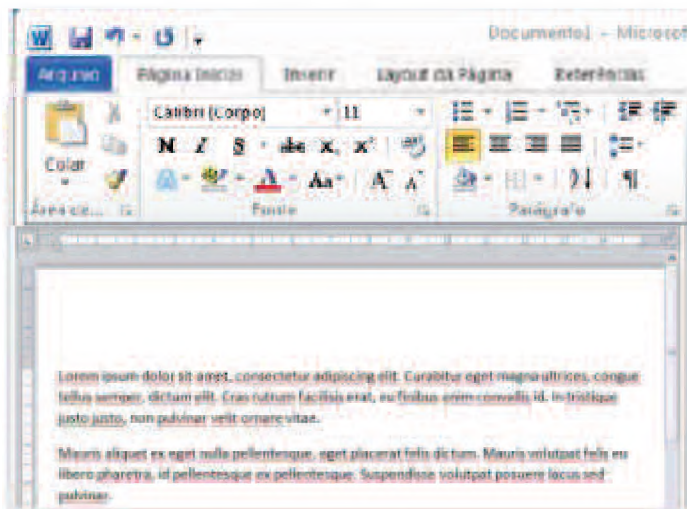 Documento1 - Microsof
Arquivo Página Inicial Inserir Layout da Página Referências
Calibri (Corpo) 11
N I S abc X, X²
Colar
Aa A A
Área de... Fonte Parágrafo
Lorem ipsum dolor sit amet, consectetur adipiscing elit. Curabitur eget magna ultrices, congue
tellus semper, dictum elit. Cras rutrum facilisis erat, eu finibus enim convallis id. In tristique
justo justo, non pulvinar velit ornare vitae.
Mauris aliquet ex eget nulla pellentesque, eget placerat felis dictum. Mauris volutpat felis eu
libero pharetra, id pellentesque ex pellentesque. Suspendisse volutpat posuere lacus sed
pulvinar.